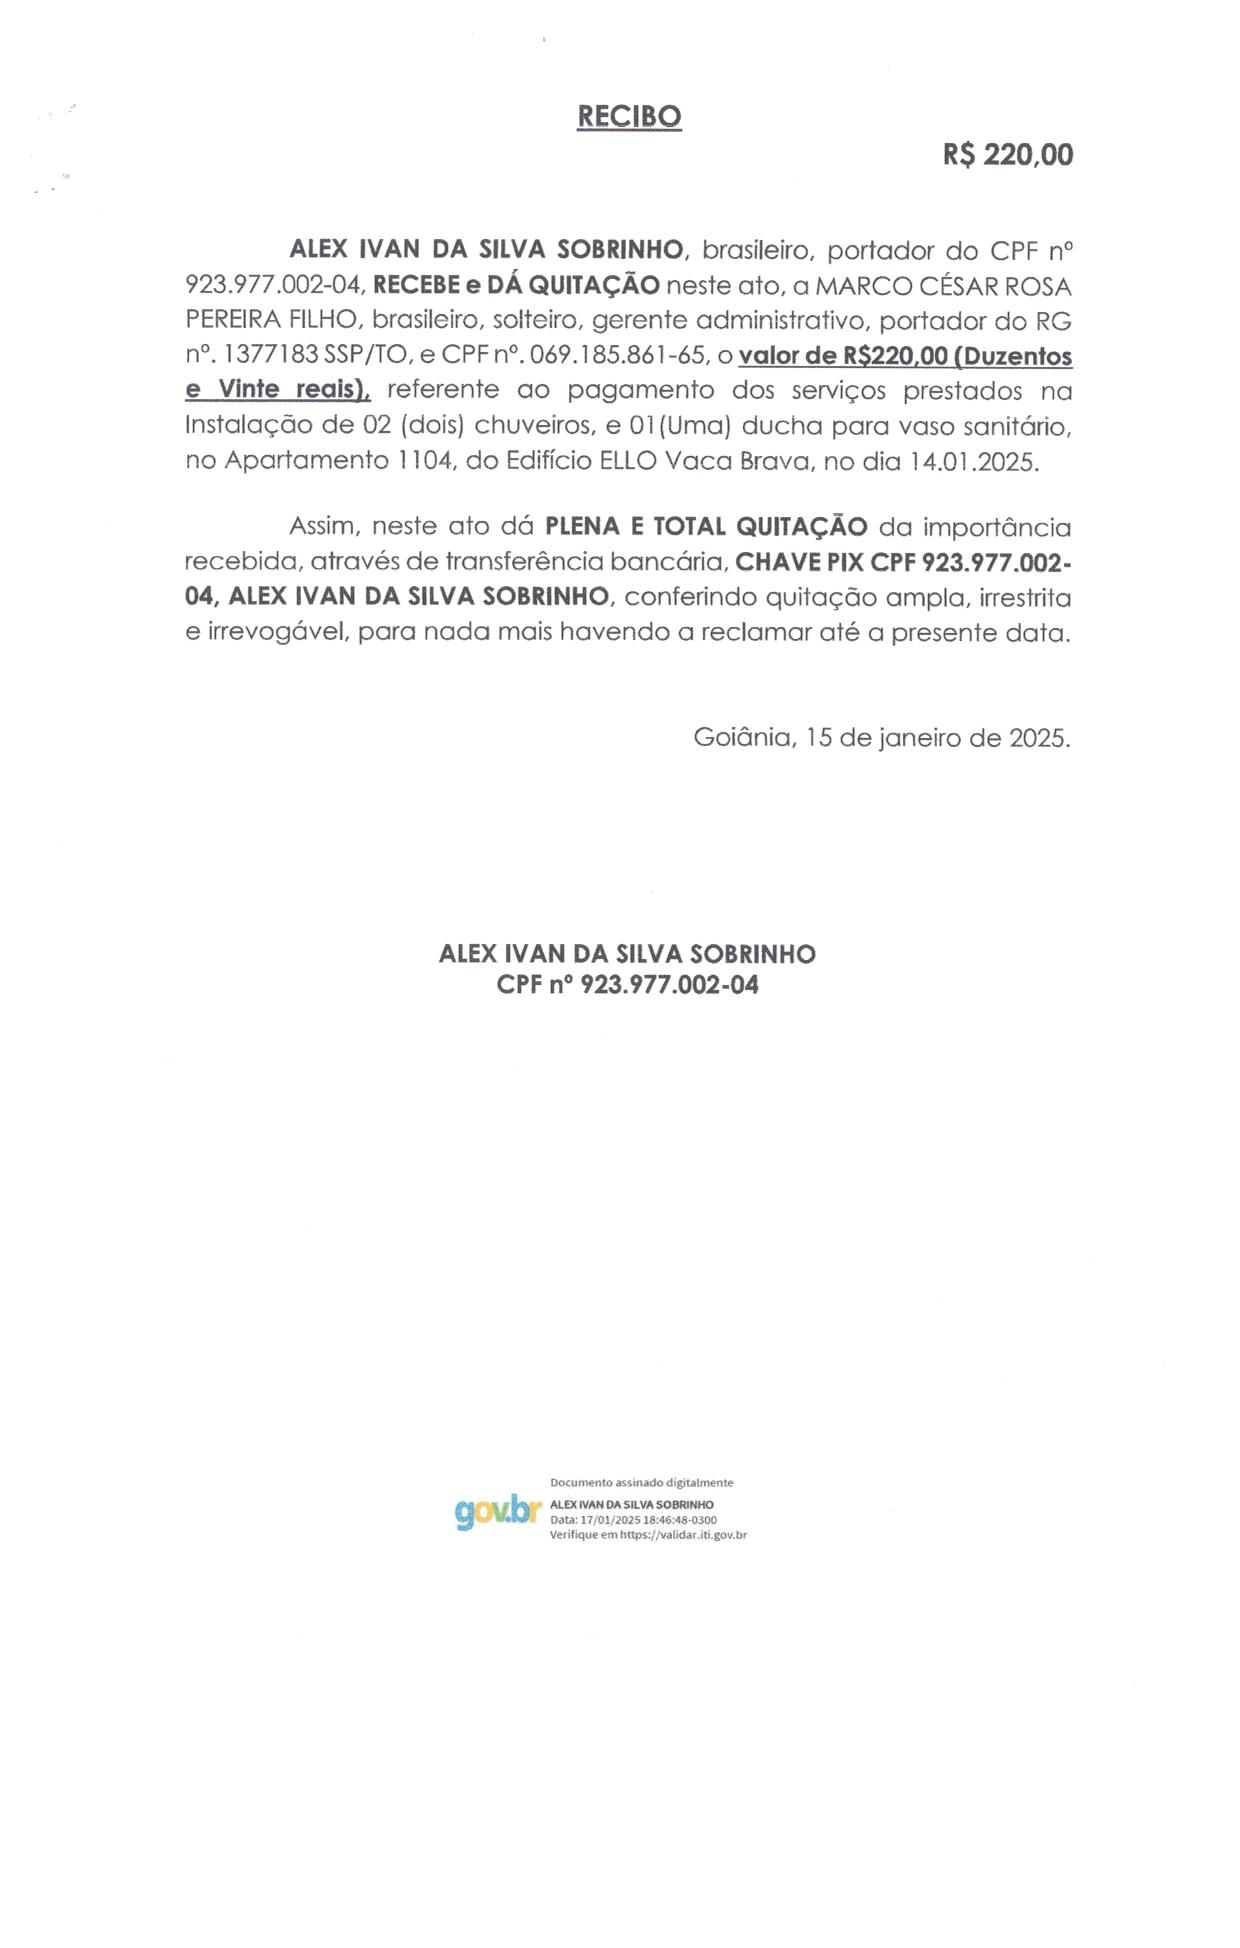 RECIBO
R$ 220,00
ALEX IVAN DA SILVA SOBRINHO, brasileiro, portador do CPF nº
923.977.002-04, RECEBE e DÁ QUITAÇÃO neste ato, a MARCO CÉSAR ROSA
PEREIRA FILHO, brasileiro, solteiro, gerente administrativo, portador do RG
nº. 1377183 SSP/TO, e CPF nº. 069.185.861-65, o valor de R$220,00 (Duzentos
e Vinte reais), referente ao pagamento dos serviços prestados na
Instalação de 02 (dois) chuveiros, e 01(Uma) ducha para vaso sanitário,
no Apartamento 1104, do Edifício ELLO Vaca Brava, no dia 14.01.2025.
Assim, neste ato dá PLENA E TOTAL QUITAÇÃO da importância
recebida, através de transferência bancária, CHAVE PIX CPF 923.977.002-
04, ALEX IVAN DA SILVA SOBRINHO, conferindo quitação ampla, irrestrita
e irrevogável, para nada mais havendo a reclamar até a presente data.
Goiânia, 15 de janeiro de 2025.
ALEX IVAN DA SILVA SOBRINHO
CPF nº 923.977.002-04
gov.br
Documento assinado digitalmente
ALEX IVAN DA SILVA SOBRINHO
Data: 17/01/2025 18:46:48-0300
Verifique em https://validar.iti.gov.br